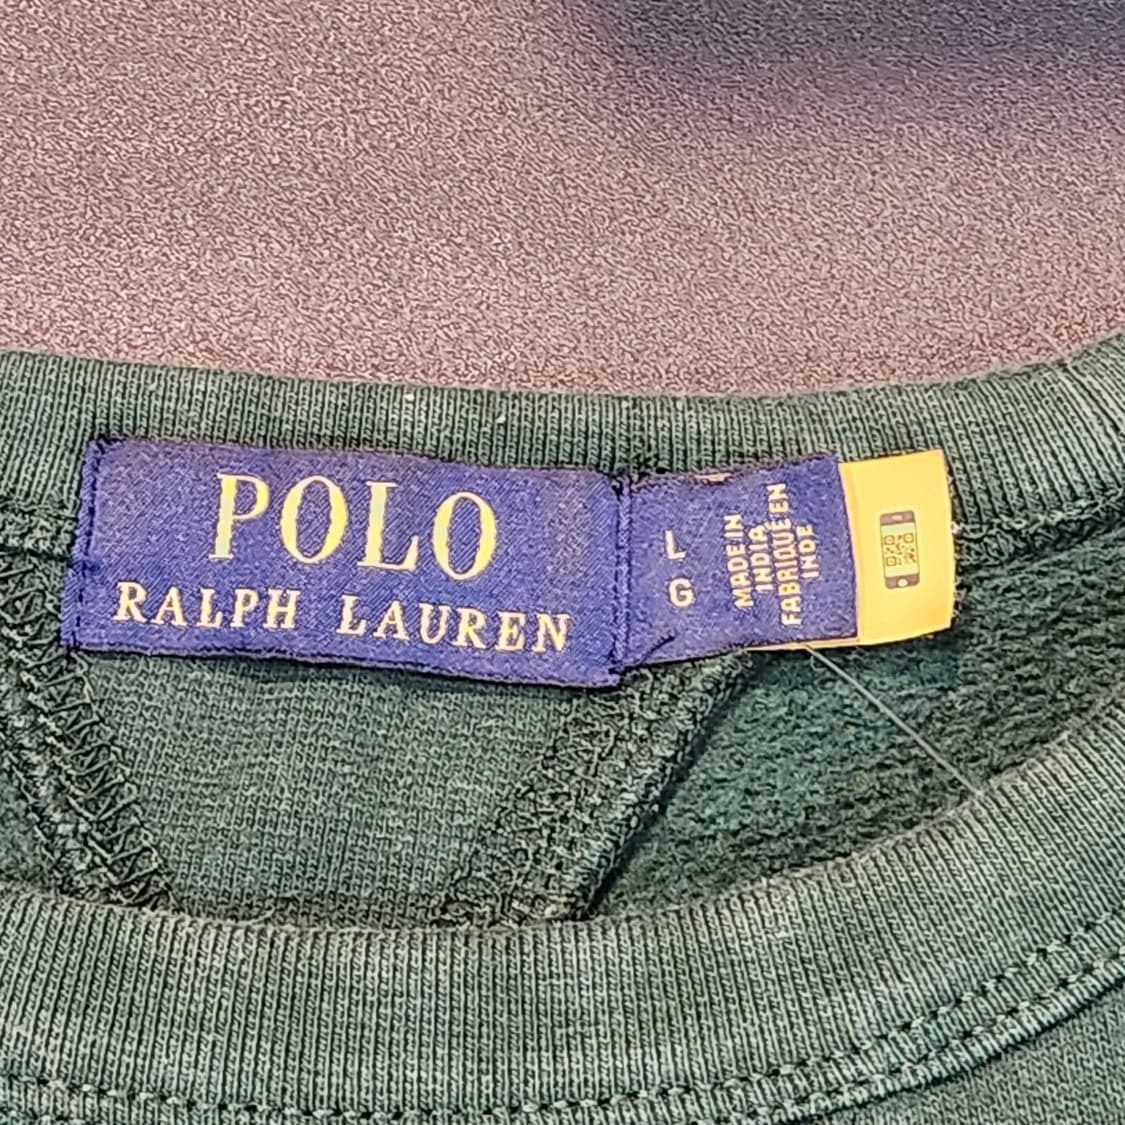 POLO
RALPH LAUREN
L
G
MADE IN
INDIA
FABRIQUÉ EN
INDE